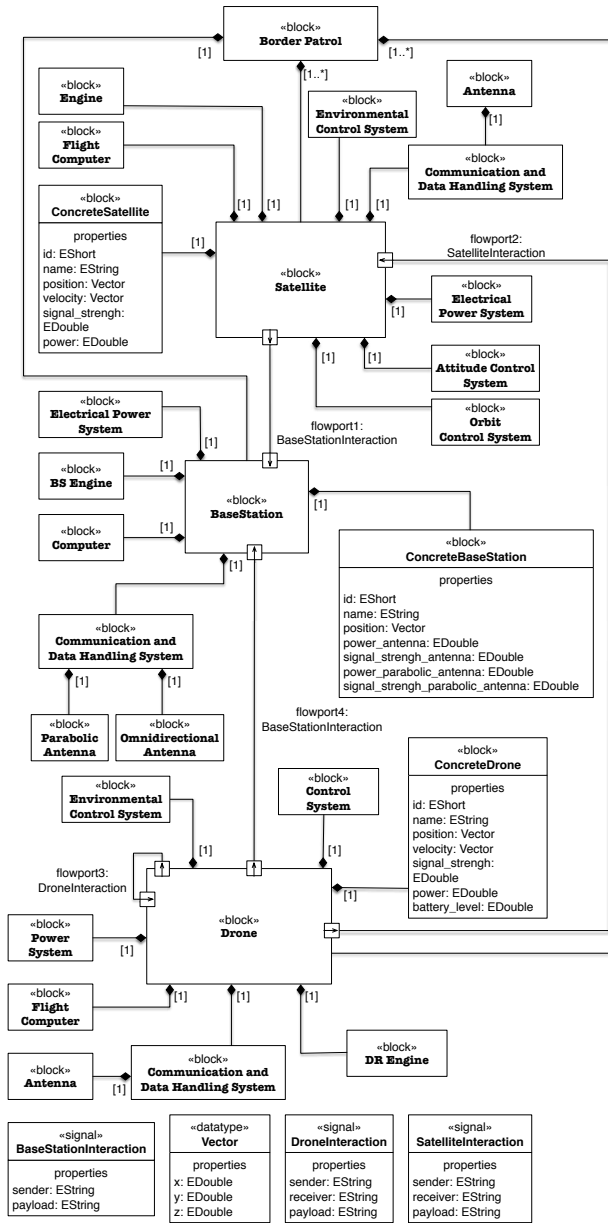 «block»
Border Patrol
[1]
[1..*]
[1..*]
«block»
Engine
«block»
Flight
Computer
«block»
Environmental
Control System
«block»
Antenna
[1]
«block»
Communication and
Data Handling System
«block»
ConcreteSatellite
properties
id: EShort
name: EString
position: Vector
velocity: Vector
signal_strengh:
EDouble
power: EDouble
[1]
[1]
[1]
[1]
[1]
flowport2:
SatelliteInteraction
«block»
Satellite
«block»
Electrical
Power System
[1]
«block»
Attitude Control
System
[1]
[1]
«block»
Orbit
Control System
«block»
Electrical Power
System
[1]
flowport1:
BaseStationInteraction
«block»
BS Engine
[1]
«block»
BaseStation
[1]
«block»
Computer
[1]
[1]
«block»
ConcreteBaseStation
properties
id: EShort
name: EString
position: Vector
power_antenna: EDouble
signal_strengh_antenna: EDouble
power_parabolic_antenna: EDouble
signal_strengh_parabolic_antenna: EDouble
«block»
Communication and
Data Handling System
[1]
[1]
«block»
Parabolic
Antenna
«block»
Omnidirectional
Antenna
flowport4:
BaseStationInteraction
«block»
Environmental
Control System
«block»
Control
System
«block»
ConcreteDrone
properties
id: EShort
name: EString
position: Vector
velocity: Vector
signal_strengh:
EDouble
power: EDouble
battery_level: EDouble
[1]
[1]
[1]
flowport3:
DroneInteraction
«block»
Drone
«block»
Power
System
[1]
«block»
Flight
Computer
[1]
[1]
[1]
«block»
Antenna
[1]
«block»
Communication and
Data Handling System
«block»
DR Engine
«signal»
BaseStationInteraction
properties
sender: EString
payload: EString
«datatype»
Vector
properties
x: EDouble
y: EDouble
z: EDouble
«signal»
DroneInteraction
properties
sender: EString
receiver: EString
payload: EString
«signal»
SatelliteInteraction
properties
sender: EString
receiver: EString
payload: EString